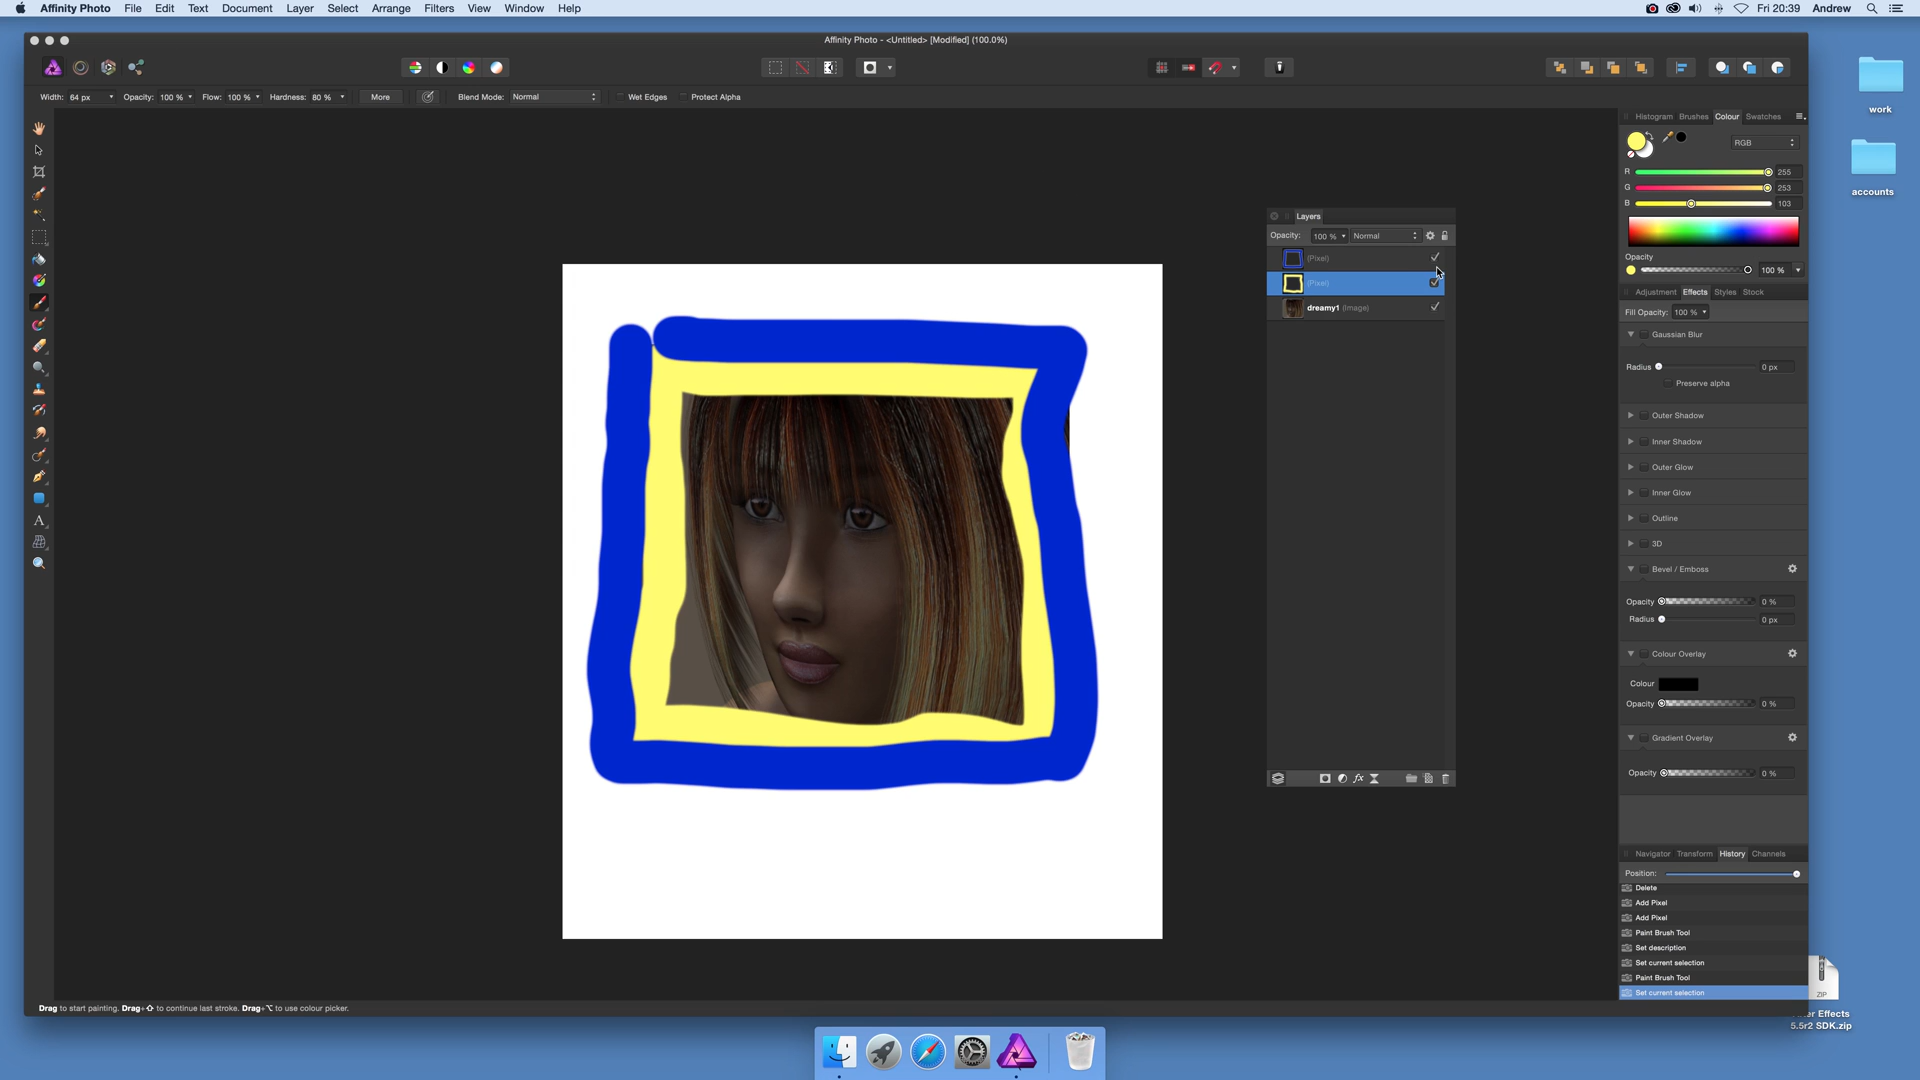 Affinity Photo File Edit Text Document Layer Select Arrange Filters View Window Help Fri 20:39 Andrew
Affinity Photo - <Untitled> [Modified] (100.0%)
Width: 64 px Opacity: 100 % Flow: 100 % Hardness: 80 % More Blend Mode: Normal Wet Edges Protect Alpha
work
accounts
Histogram Brushes Colour Swatches
RGB
R 255
G 253
B 103
Opacity
100 %
Adjustment Effects Styles Stock
Fill Opacity: 100 %
Gaussian Blur
Radius 0 px
Preserve alpha
Outer Shadow
Inner Shadow
Outer Glow
Inner Glow
Outline
3D
Bevel / Emboss
Opacity 0 %
Radius 0 px
Colour Overlay
Colour
Opacity 0 %
Gradient Overlay
Opacity 0 %
Layers
Opacity: 100 % Normal
(Pixel)
(Pixel)
dreamy1 (Image)
Navigator Transform History Channels
Position:
Delete
Add Pixel
Add Pixel
Paint Brush Tool
Set description
Set current selection
Paint Brush Tool
Set current selection
ZIP
Effects
5.5r2 SDK.zip
Drag to start painting. Drag+⇧ to continue last stroke. Drag+⌥ to use colour picker.